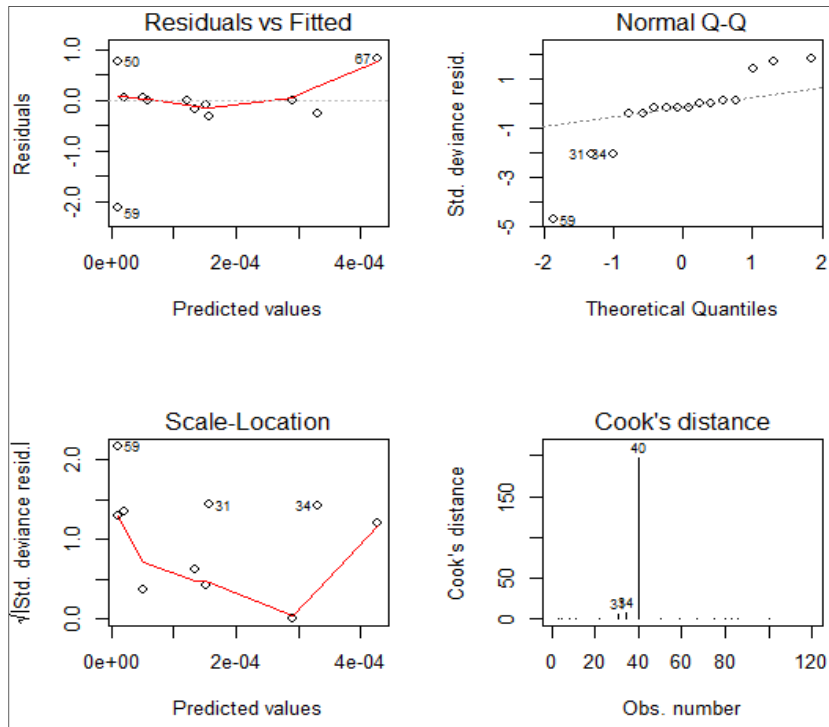 Residuals vs Fitted
Residuals
1.0
0.0
-1.0
-2.0
50
67
59
0e+00 2e-04 4e-04
Predicted values
Normal Q-Q
Std. deviance resid.
1
-1
-3
-5
31 34
59
-2 -1 0 1 2
Theoretical Quantiles
Scale-Location
√|Std. deviance resid.|
2.0
1.0
0.0
59
31
34
0e+00 2e-04 4e-04
Predicted values
Cook's distance
Cook's distance
150
50
0
40
34
0 20 40 60 80 120
Obs. number